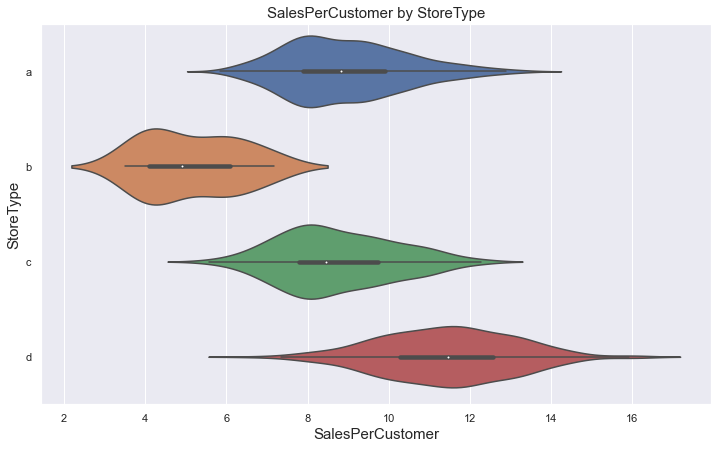 SalesPerCustomer by StoreType
StoreType
a
b
c
d
2 4 6 8 10 12 14 16
SalesPerCustomer